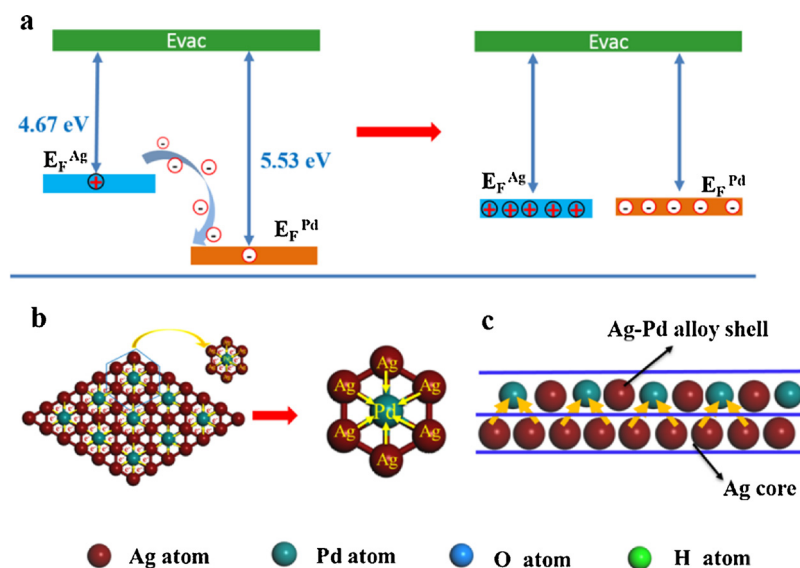 a
Evac
Evac
4.67 eV
5.53 eV
E_F^Ag
E_F^Pd
E_F^Ag
E_F^Pd
b
c
Ag-Pd alloy shell
Ag
Ag
Ag
Pd
Ag
Ag
Ag
Ag core
Ag atom
Pd atom
O atom
H atom